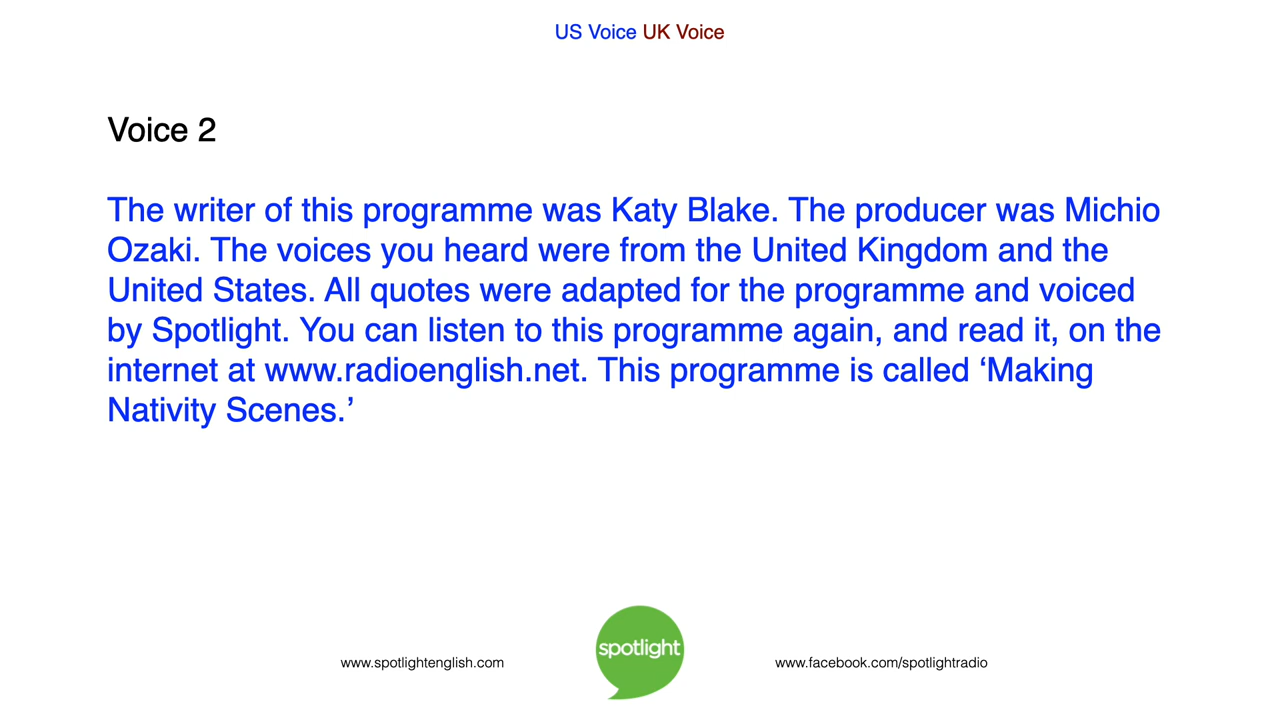 US Voice UK Voice
Voice 2
The writer of this programme was Katy Blake. The producer was Michio
Ozaki. The voices you heard were from the United Kingdom and the
United States. All quotes were adapted for the programme and voiced
by Spotlight. You can listen to this programme again, and read it, on the
internet at www.radioenglish.net. This programme is called ‘Making
Nativity Scenes.’
www.spotlightenglish.com
spotlight
www.facebook.com/spotlightradio